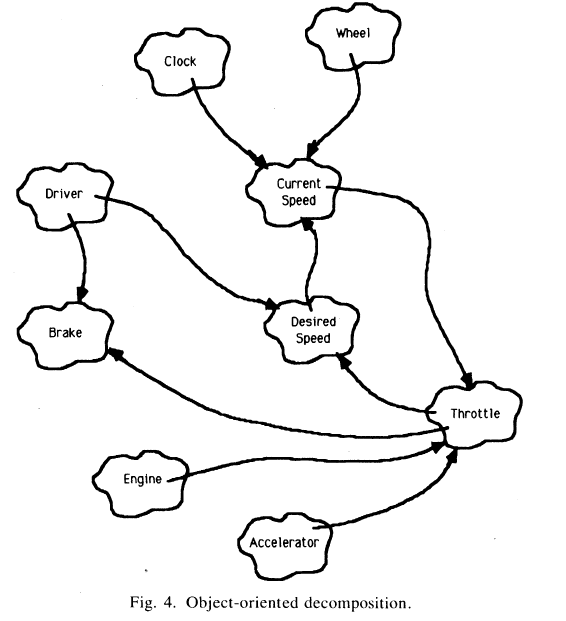 Wheel
Clock
Driver
Current
Speed
Brake
Desired
Speed
Throttle
Engine
Accelerator
Fig. 4. Object-oriented decomposition.